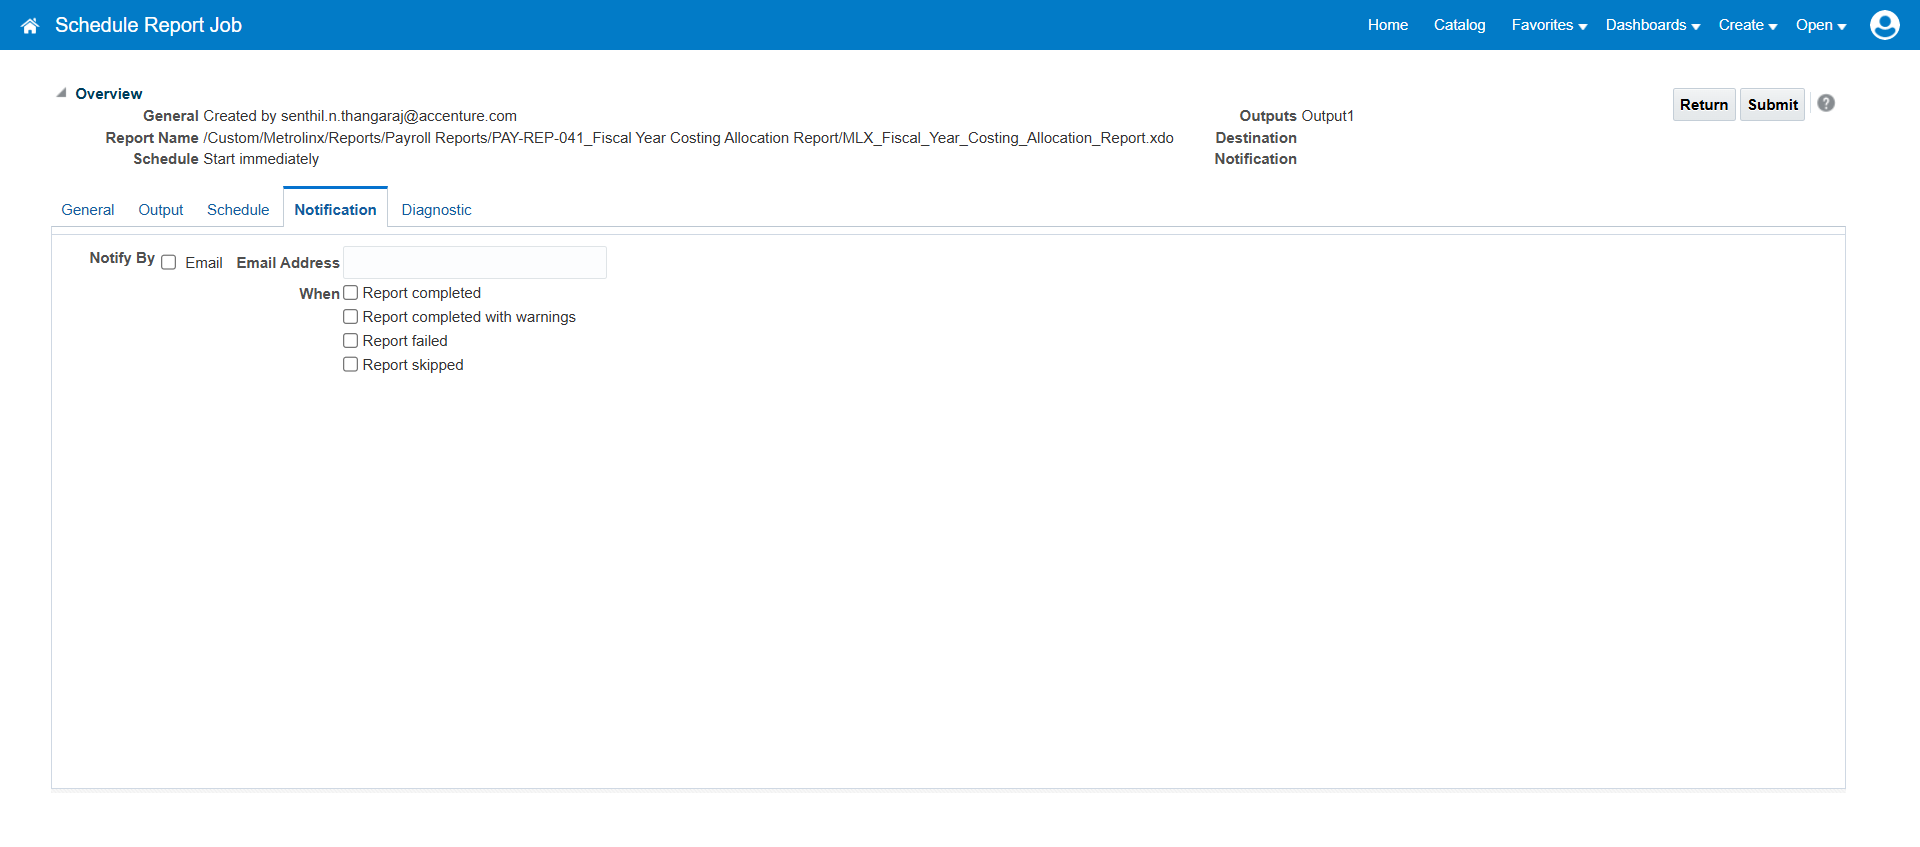 Schedule Report Job
Home Catalog Favorites Dashboards Create Open
Overview
General Created by senthil.n.thangaraj@accenture.com
Report Name /Custom/Metrolinx/Reports/Payroll Reports/PAY-REP-041_Fiscal Year Costing Allocation Report/MLX_Fiscal_Year_Costing_Allocation_Report.xdo
Schedule Start immediately
Outputs Output1
Destination
Notification
Return Submit ?
General Output Schedule Notification Diagnostic
Notify By Email Email Address
When Report completed
Report completed with warnings
Report failed
Report skipped